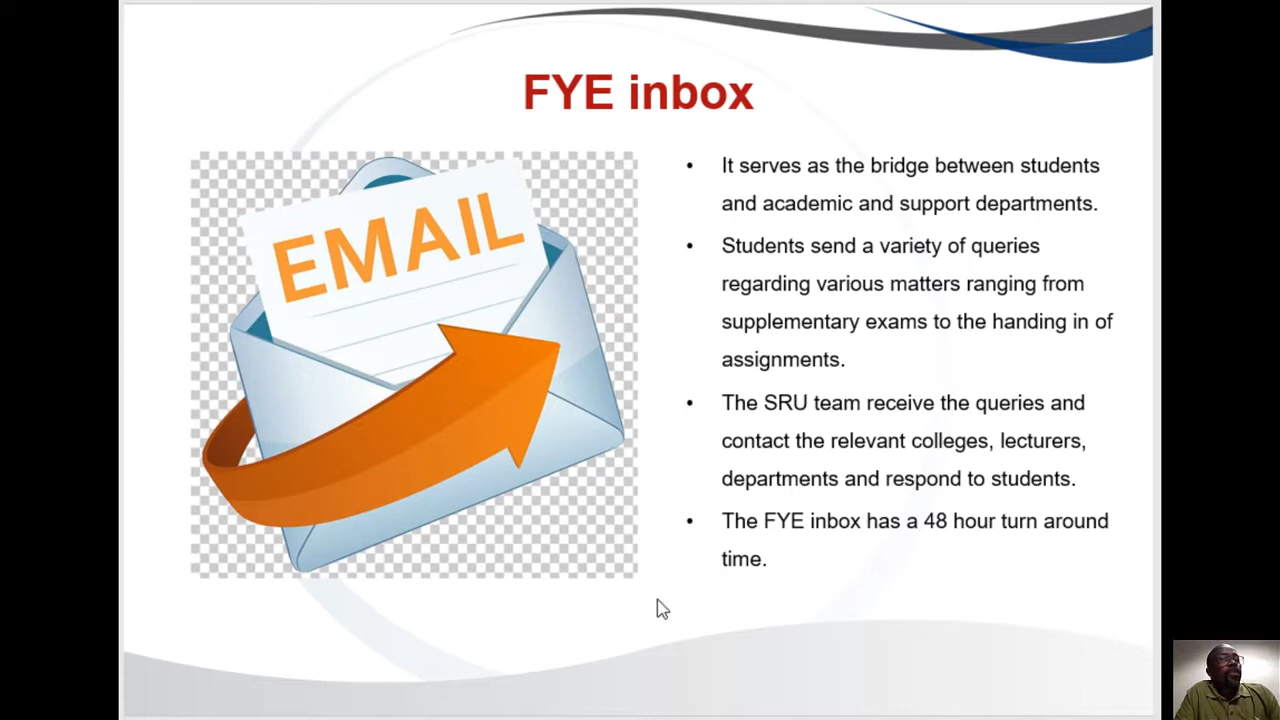 FYE inbox
EMAIL
• It serves as the bridge between students
and academic and support departments.
• Students send a variety of queries
regarding various matters ranging from
supplementary exams to the handing in of
assignments.
• The SRU team receive the queries and
contact the relevant colleges, lecturers,
departments and respond to students.
• The FYE inbox has a 48 hour turn around
time.